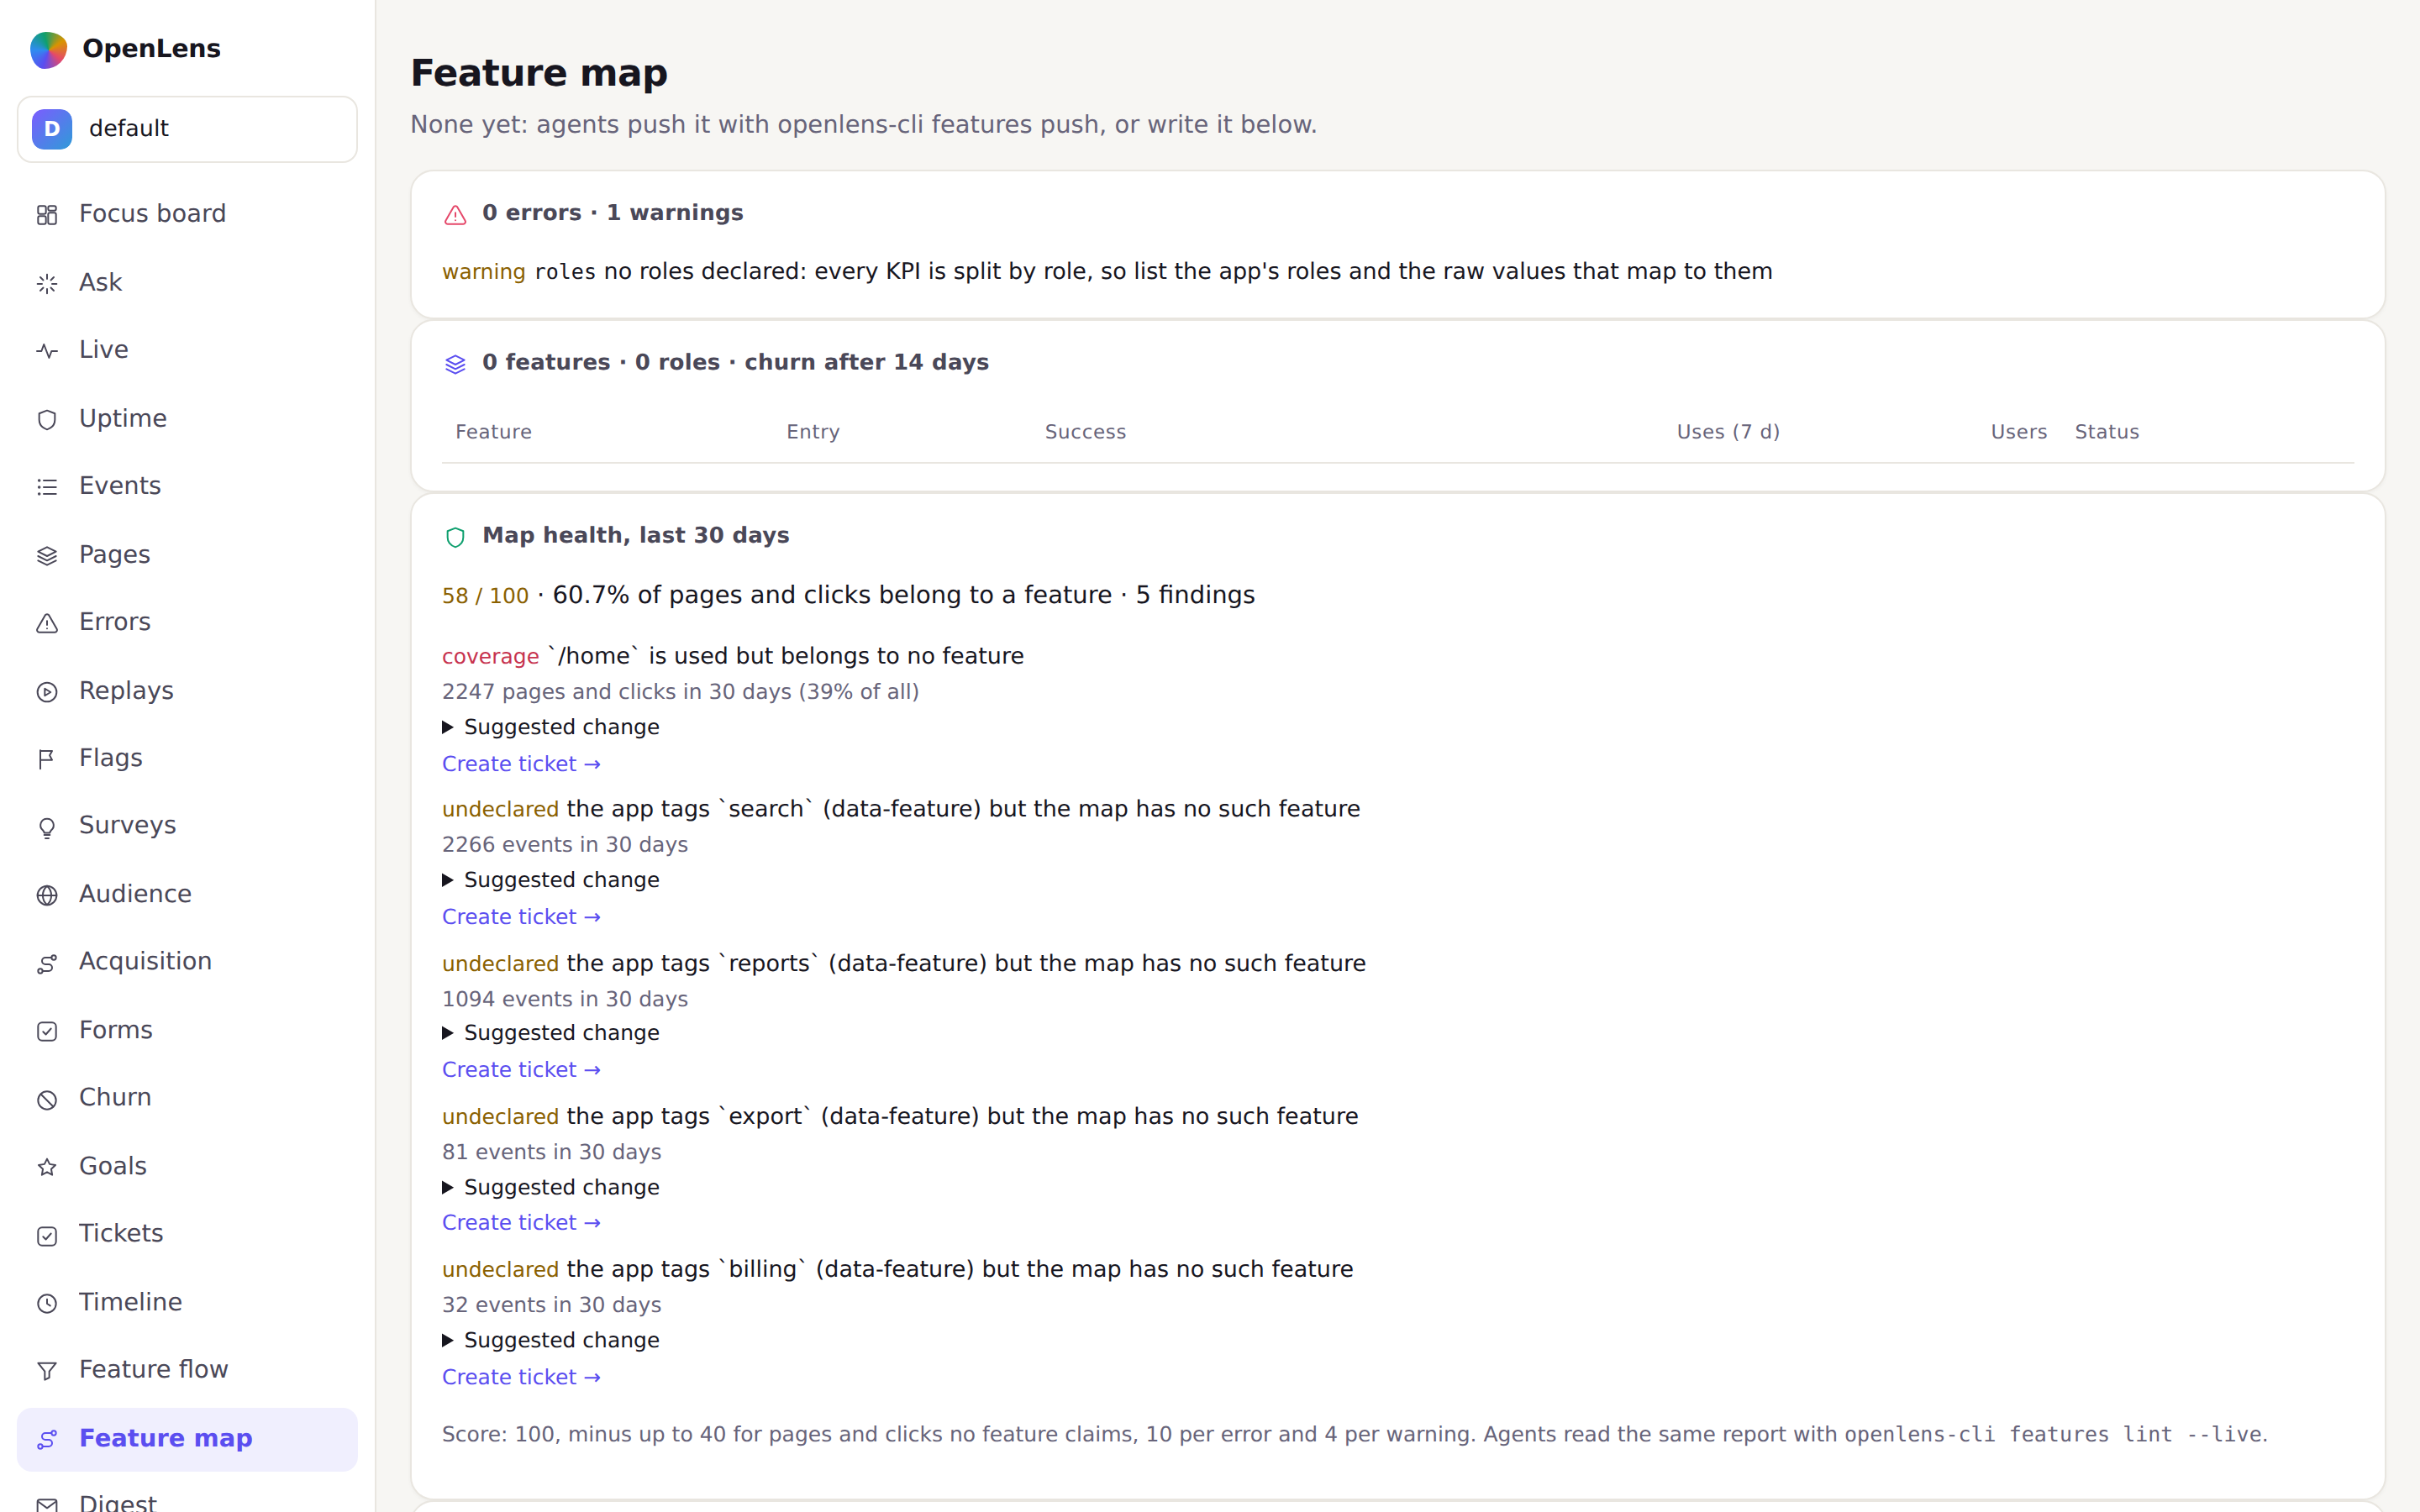 OpenLens
D default
Focus board
Ask
Live
Uptime
Events
Pages
Errors
Replays
Flags
Surveys
Audience
Acquisition
Forms
Churn
Goals
Tickets
Timeline
Feature flow
Feature map
Digest
Feature map
None yet: agents push it with openlens-cli features push, or write it below.
0 errors · 1 warnings
warning roles no roles declared: every KPI is split by role, so list the app's roles and the raw values that map to them
0 features · 0 roles · churn after 14 days
Feature Entry Success Uses (7 d) Users Status
Map health, last 30 days
58 / 100 · 60.7% of pages and clicks belong to a feature · 5 findings
coverage `/home` is used but belongs to no feature
2247 pages and clicks in 30 days (39% of all)
▶ Suggested change
Create ticket →
undeclared the app tags `search` (data-feature) but the map has no such feature
2266 events in 30 days
▶ Suggested change
Create ticket →
undeclared the app tags `reports` (data-feature) but the map has no such feature
1094 events in 30 days
▶ Suggested change
Create ticket →
undeclared the app tags `export` (data-feature) but the map has no such feature
81 events in 30 days
▶ Suggested change
Create ticket →
undeclared the app tags `billing` (data-feature) but the map has no such feature
32 events in 30 days
▶ Suggested change
Create ticket →
Score: 100, minus up to 40 for pages and clicks no feature claims, 10 per error and 4 per warning. Agents read the same report with openlens-cli features lint --live.